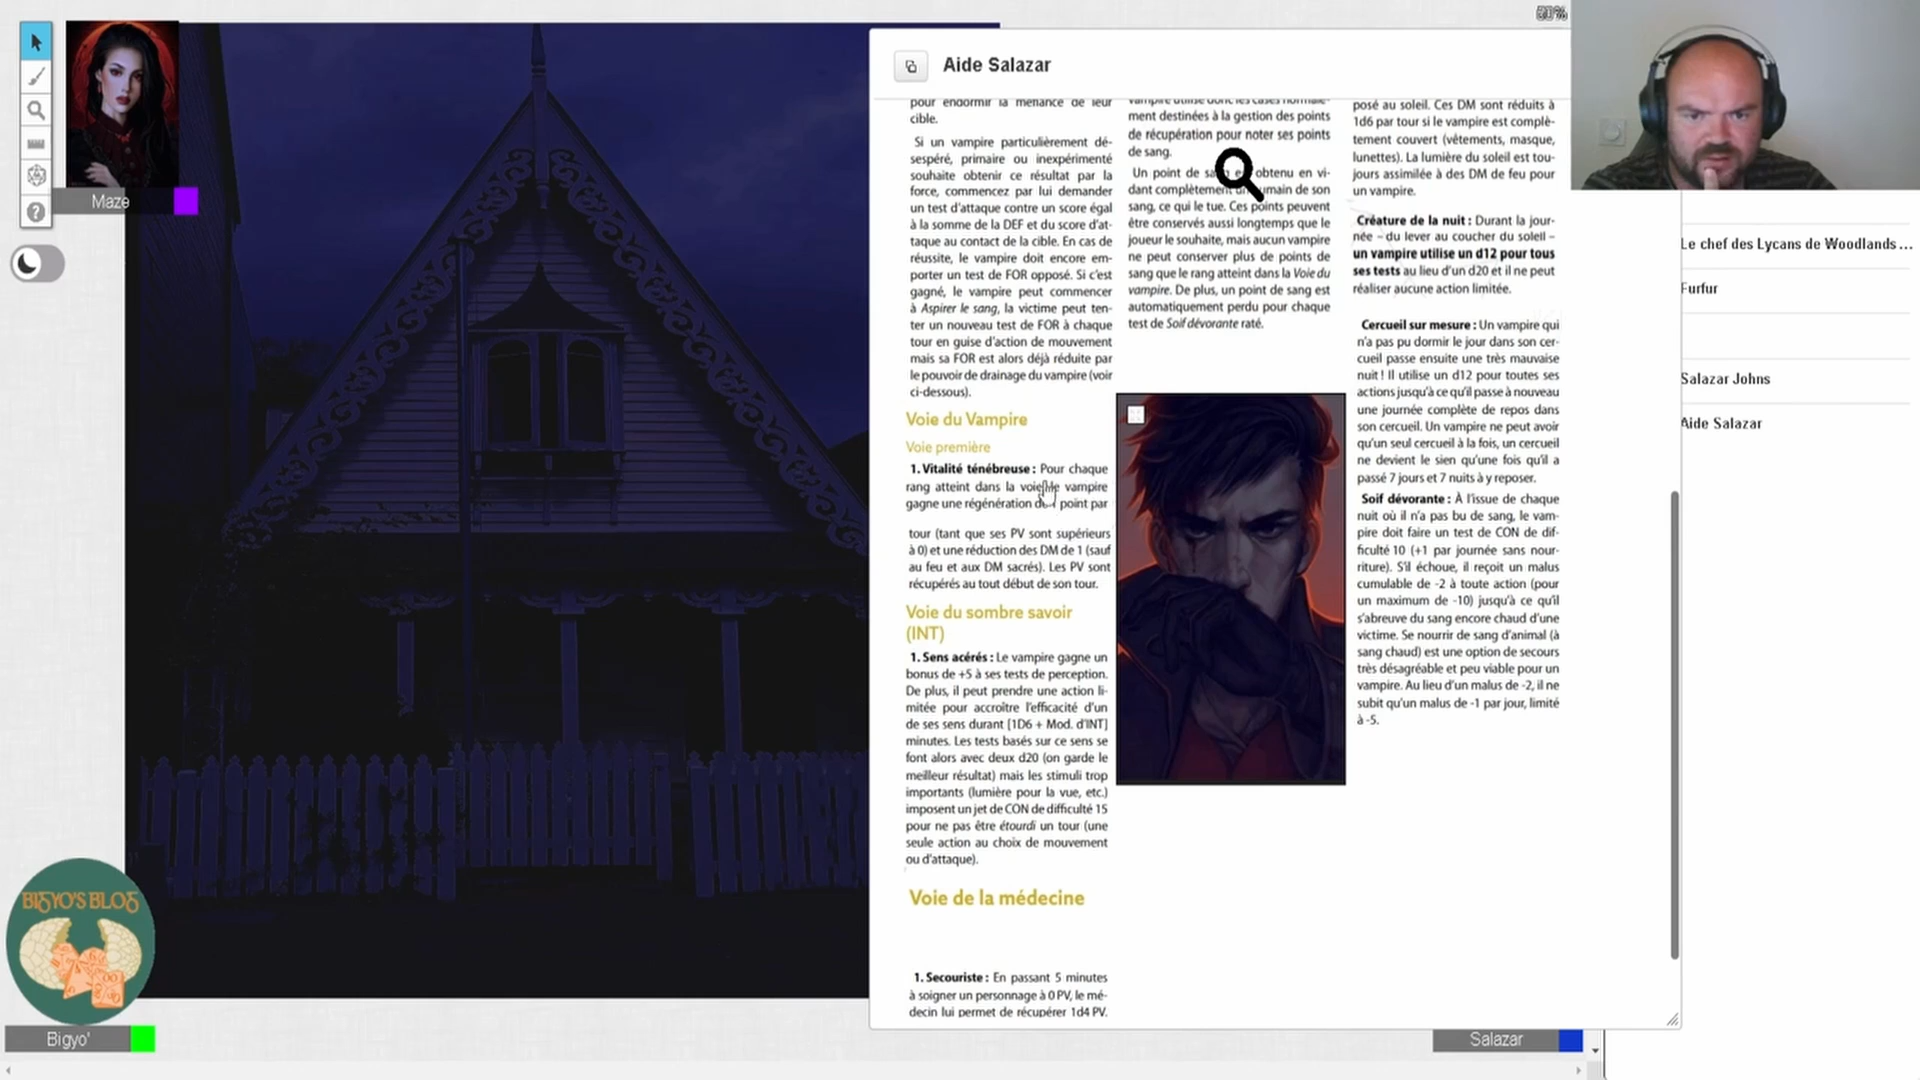 80%
Maze
Aide Salazar
pour endormir la méfiance de leur
cible.
Si un vampire particulièrement dé-
sespéré, primaire ou inexpérimenté
souhaite obtenir ce résultat par la
force, commencez par lui demander
un test d'attaque contre un score égal
à la somme de la DEF et du score d'at-
taque au contact de la cible. En cas de
réussite, le vampire doit encore em-
porter un test de FOR opposé. Si c'est
gagné, le vampire peut commencer
à Aspirer le sang, la victime peut ten-
ter un nouveau test de FOR à chaque
tour en guise d'action de mouvement
mais sa FOR est alors déjà réduite par
le pouvoir de drainage du vampire (voir
ci-dessous).
Voie du Vampire
Voie première
1. Vitalité ténébreuse : Pour chaque
rang atteint dans la voie vampire
gagne une régénération point par
tour (tant que ses PV sont supérieurs
à 0) et une réduction des DM de 1 (sauf
au feu et aux DM sacrés). Les PV sont
récupérés au tout début de son tour.
Voie du sombre savoir
(INT)
1. Sens acérés : Le vampire gagne un
bonus de +5 à ses tests de perception.
De plus, il peut prendre une action li-
mitée pour accroître l'efficacité d'un
de ses sens durant [1D6 + Mod. d'INT]
minutes. Les tests basés sur ce sens se
font alors avec deux d20 (on garde le
meilleur résultat) mais les stimuli trop
importants (lumière pour la vue, etc.)
imposent un jet de CON de difficulté 15
pour ne pas être étourdi un tour (une
seule action au choix de mouvement
ou d'attaque).
Voie de la médecine
1. Secouriste : En passant 5 minutes
à soigner un personnage à 0 PV, le mé-
decin lui permet de récupérer 1d4 PV.
vampire utilise donc les cases normale-
ment destinées à la gestion des points
de récupération pour noter ses points
de sang.
Un point de sang obtenu en vi-
dant complètement humain de son
sang, ce qui le tue. Ces points peuvent
être conservés aussi longtemps que le
joueur le souhaite, mais aucun vampire
ne peut conserver plus de points de
sang que le rang atteint dans la Voie du
vampire. De plus, un point de sang est
automatiquement perdu pour chaque
test de Soif dévorante raté.
posé au soleil. Ces DM sont réduits à
1d6 par tour si le vampire est complè-
tement couvert (vêtements, masque,
lunettes). La lumière du soleil est tou-
jours assimilée à des DM de feu pour
un vampire.
Créature de la nuit : Durant la jour-
née – du lever au coucher du soleil –
un vampire utilise un d12 pour tous
ses tests au lieu d'un d20 et il ne peut
réaliser aucune action limitée.
Cercueil sur mesure : Un vampire qui
n'a pas pu dormir le jour dans son cer-
cueil passe ensuite une très mauvaise
nuit ! Il utilise un d12 pour toutes ses
actions jusqu'à ce qu'il passe à nouveau
une journée complète de repos dans
son cercueil. Un vampire ne peut avoir
qu'un seul cercueil à la fois, un cercueil
ne devient le sien qu'une fois qu'il a
passé 7 jours et 7 nuits à y reposer.
Soif dévorante : À l'issue de chaque
nuit où il n'a pas bu de sang, le vam-
pire doit faire un test de CON de dif-
ficulté 10 (+1 par journée sans nour-
riture). S'il échoue, il reçoit un malus
cumulable de -2 à toute action (pour
un maximum de -10) jusqu'à ce qu'il
s'abreuve du sang encore chaud d'une
victime. Se nourrir de sang d'animal (à
sang chaud) est une option de secours
très désagréable et peu viable pour un
vampire. Au lieu d'un malus de -2, il ne
subit qu'un malus de -1 par jour, limité
à -5.
Le chef des Lycans de Woodlands ...
Furfur
Salazar Johns
Aide Salazar
BIGYO'S BLOG
Bigyo'
Salazar